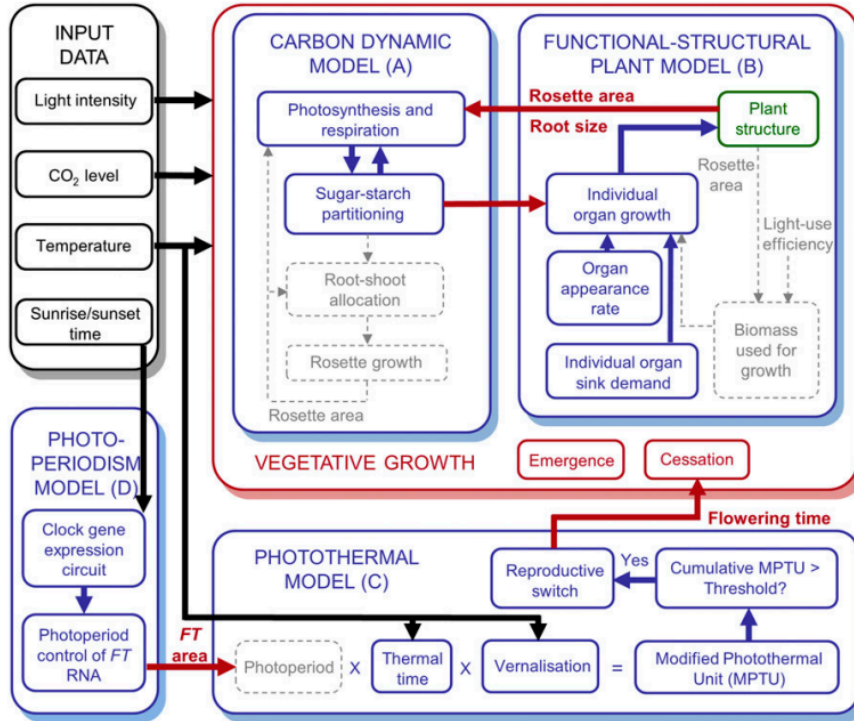 INPUT
DATA
Light intensity
CO₂ level
Temperature
Sunrise/sunset
time
CARBON DYNAMIC
MODEL (A)
Photosynthesis and
respiration
Sugar-starch
partitioning
Root-shoot
allocation
Rosette growth
Rosette area
FUNCTIONAL-STRUCTURAL
PLANT MODEL (B)
Rosette area
Root size
Plant
structure
Rosette
area
Light-use
efficiency
Individual
organ growth
Organ
appearance
rate
Individual organ
sink demand
Biomass
used for
growth
VEGETATIVE GROWTH
Emergence
Cessation
Flowering time
PHOTO-
PERIODISM
MODEL (D)
Clock gene
expression
circuit
Photoperiod
control of FT
RNA
FT
area
PHOTOTHERMAL
MODEL (C)
Reproductive
switch
Yes
Cumulative MPTU >
Threshold?
Photoperiod
X
Thermal
time
X
Vernalisation
=
Modified Photothermal
Unit (MPTU)